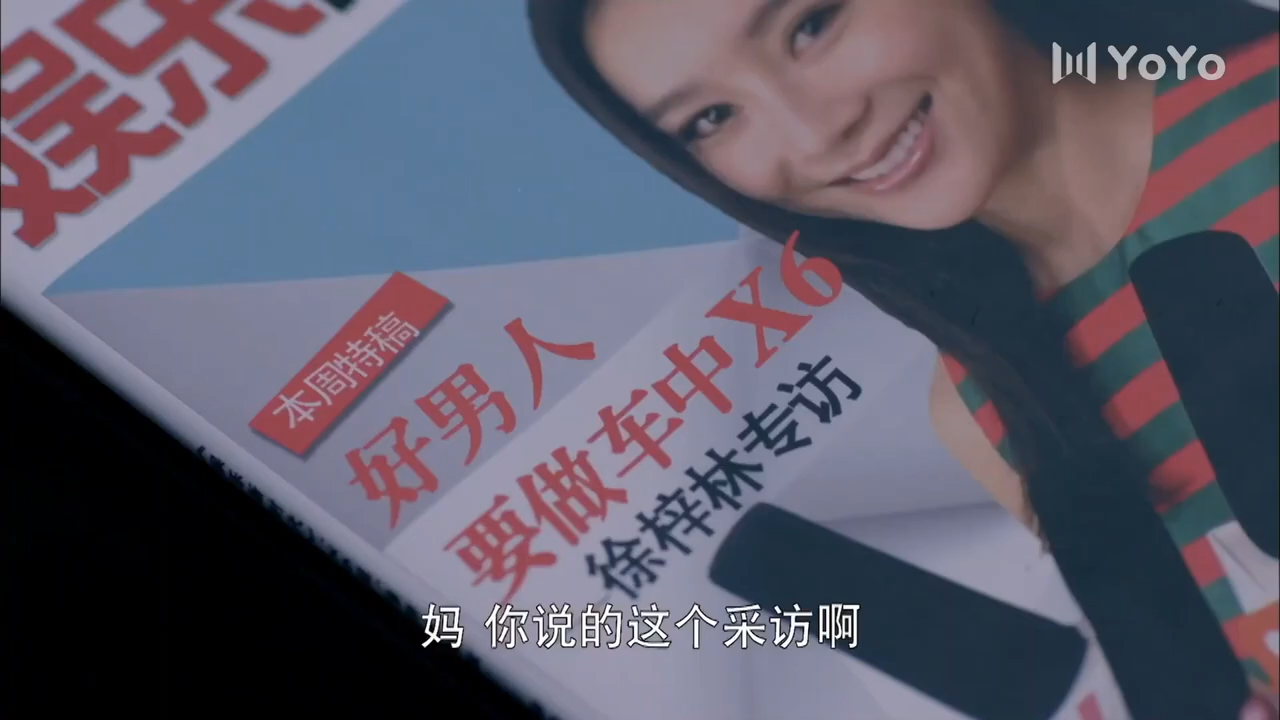 YoYo
娱乐
本周特稿
好男人
要做车中X6
徐梓林专访
妈 你说的这个采访啊